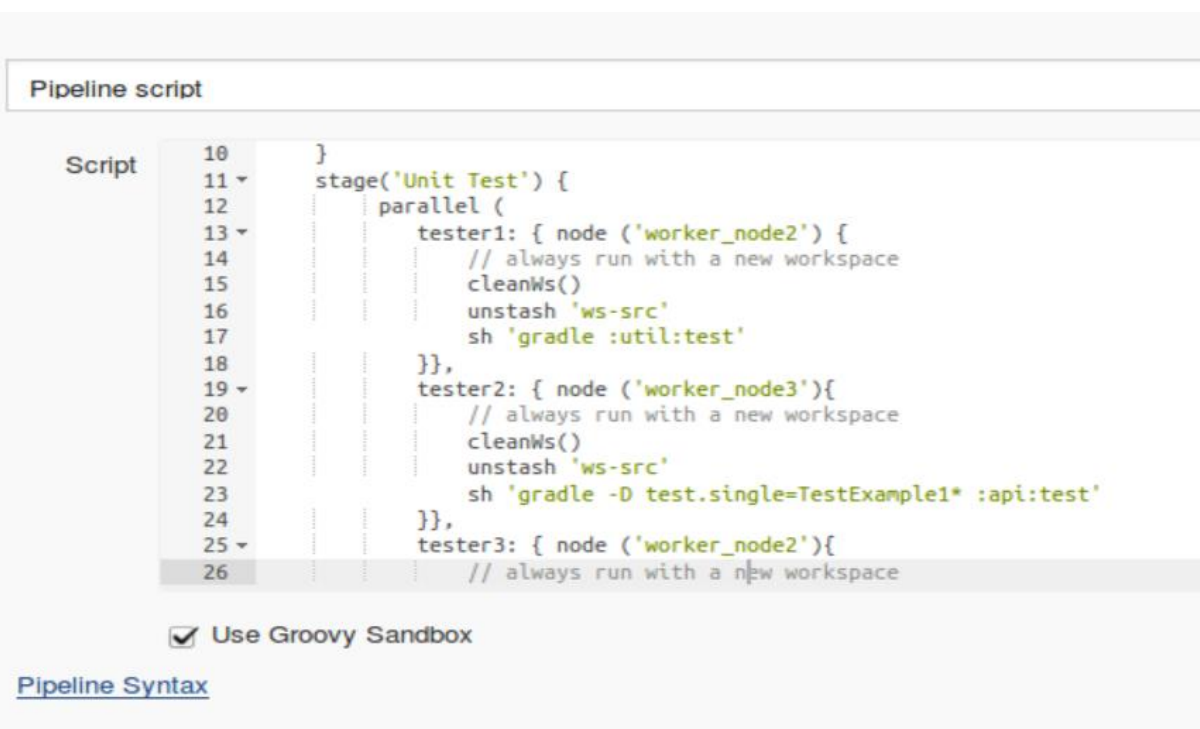 Pipeline script
Script
10 }
11 stage('Unit Test') {
12 parallel (
13 tester1: { node ('worker_node2') {
14 // always run with a new workspace
15 cleanWs()
16 unstash 'ws-src'
17 sh 'gradle :util:test'
18 }},
19 tester2: { node ('worker_node3'){
20 // always run with a new workspace
21 cleanWs()
22 unstash 'ws-src'
23 sh 'gradle -D test.single=TestExample1* :api:test'
24 }},
25 tester3: { node ('worker_node2'){
26 // always run with a new workspace
Use Groovy Sandbox
Pipeline Syntax